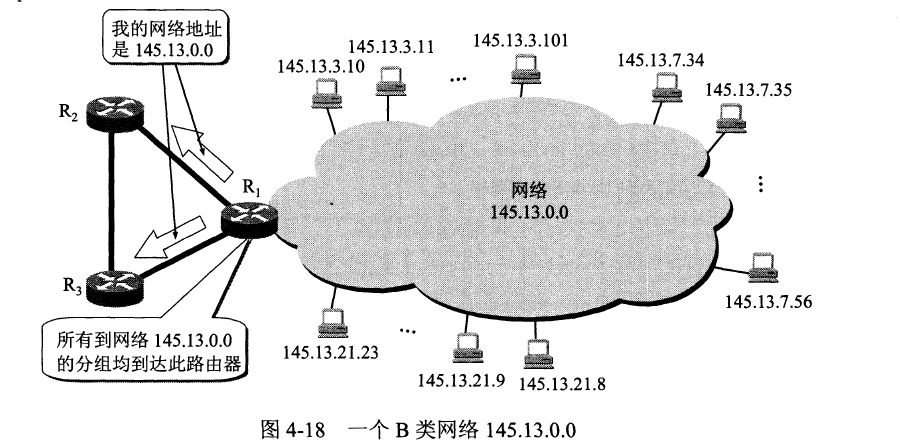 我的网络地址
是 145.13.0.0
145.13.3.10
145.13.3.11
...
145.13.3.101
145.13.7.34
145.13.7.35
R₂
R₁
网络
145.13.0.0
...
R₃
145.13.7.56
所有到网络 145.13.0.0
的分组均到达此路由器
145.13.21.23
...
145.13.21.9
145.13.21.8
图 4-18 一个 B 类网络 145.13.0.0